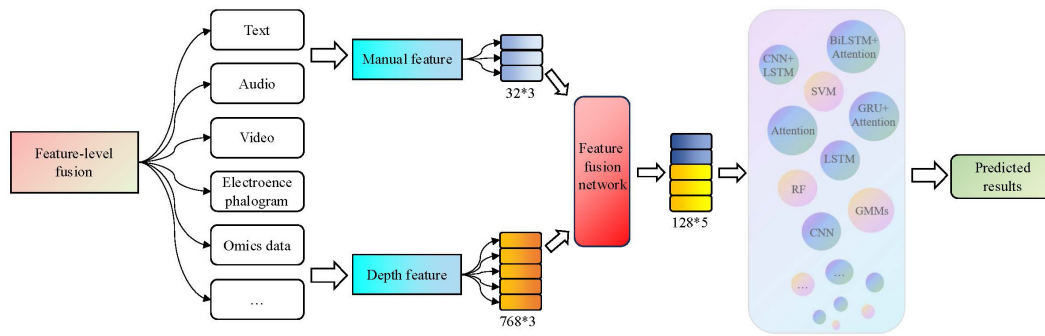 Feature-level
fusion
Text
Audio
Video
Electroence
phalogram
Omics data
...
Manual feature
Depth feature
32*3
768*3
Feature
fusion
network
128*5
CNN+
LSTM
BiLSTM+
Attention
SVM
GRU+
Attention
Attention
LSTM
RF
GMMs
CNN
...
...
Predicted
results